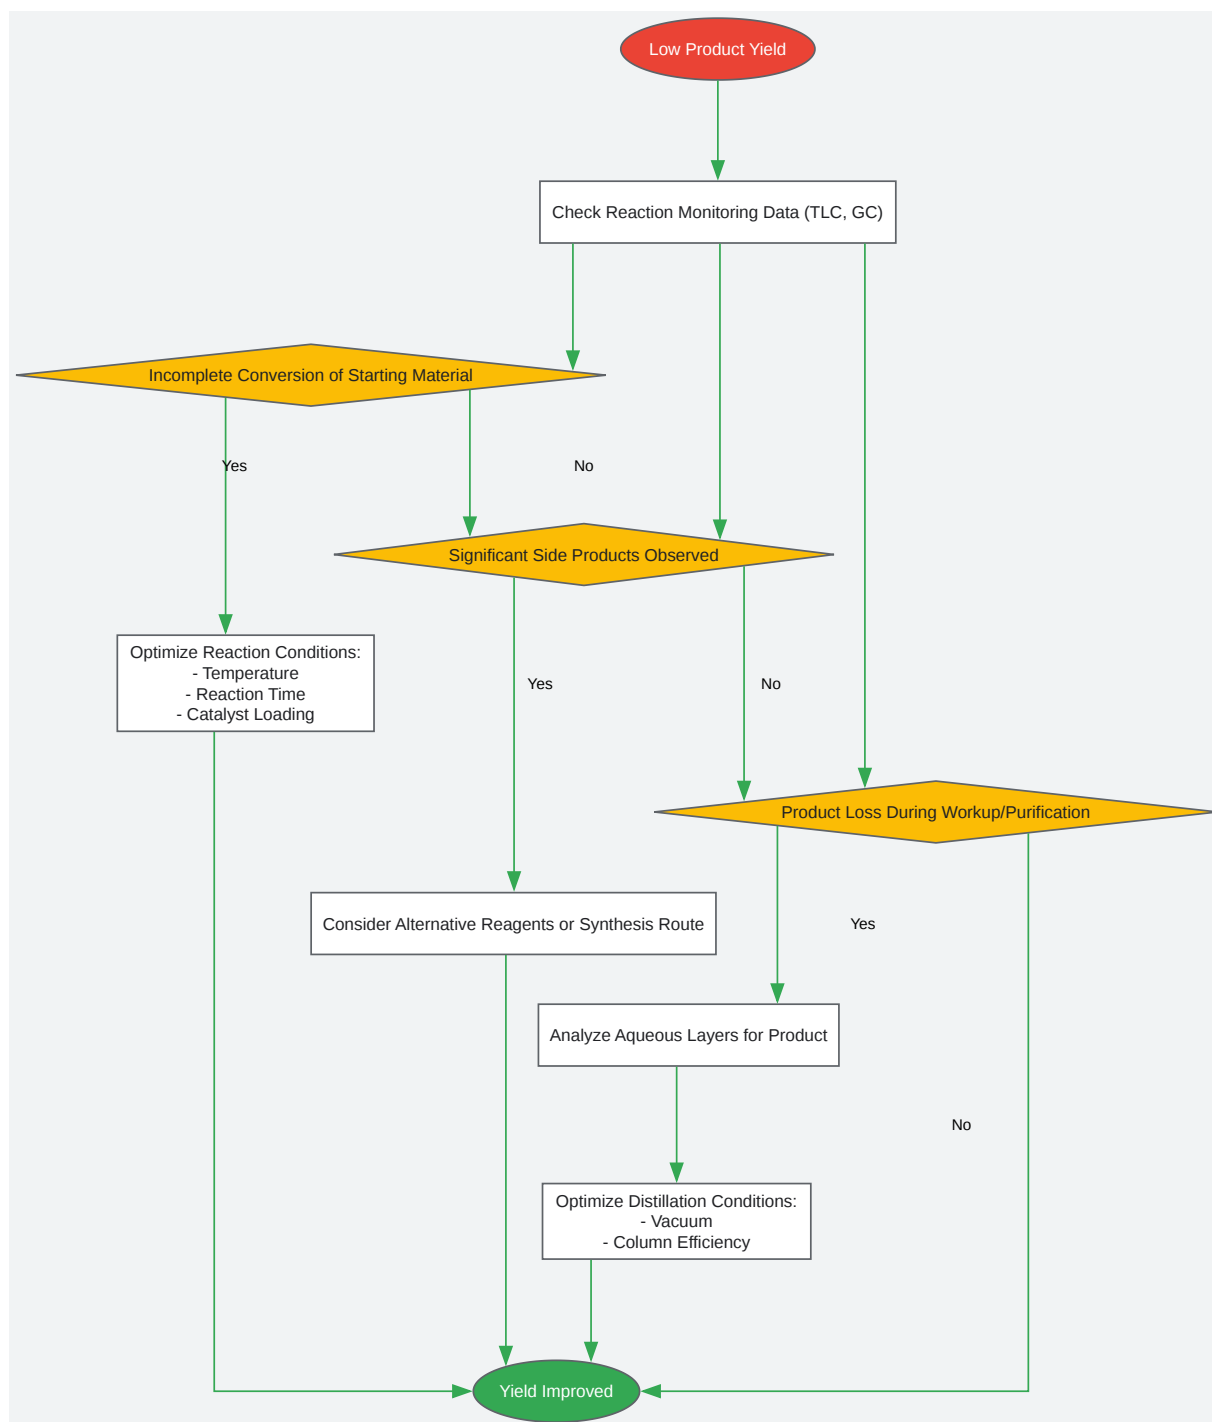 Low Product Yield
Check Reaction Monitoring Data (TLC, GC)
Incomplete Conversion of Starting Material
Yes
No
Significant Side Products Observed
Optimize Reaction Conditions:
- Temperature
- Reaction Time
- Catalyst Loading
Yes
No
Product Loss During Workup/Purification
Consider Alternative Reagents or Synthesis Route
Yes
Analyze Aqueous Layers for Product
No
Optimize Distillation Conditions:
- Vacuum
- Column Efficiency
Yield Improved